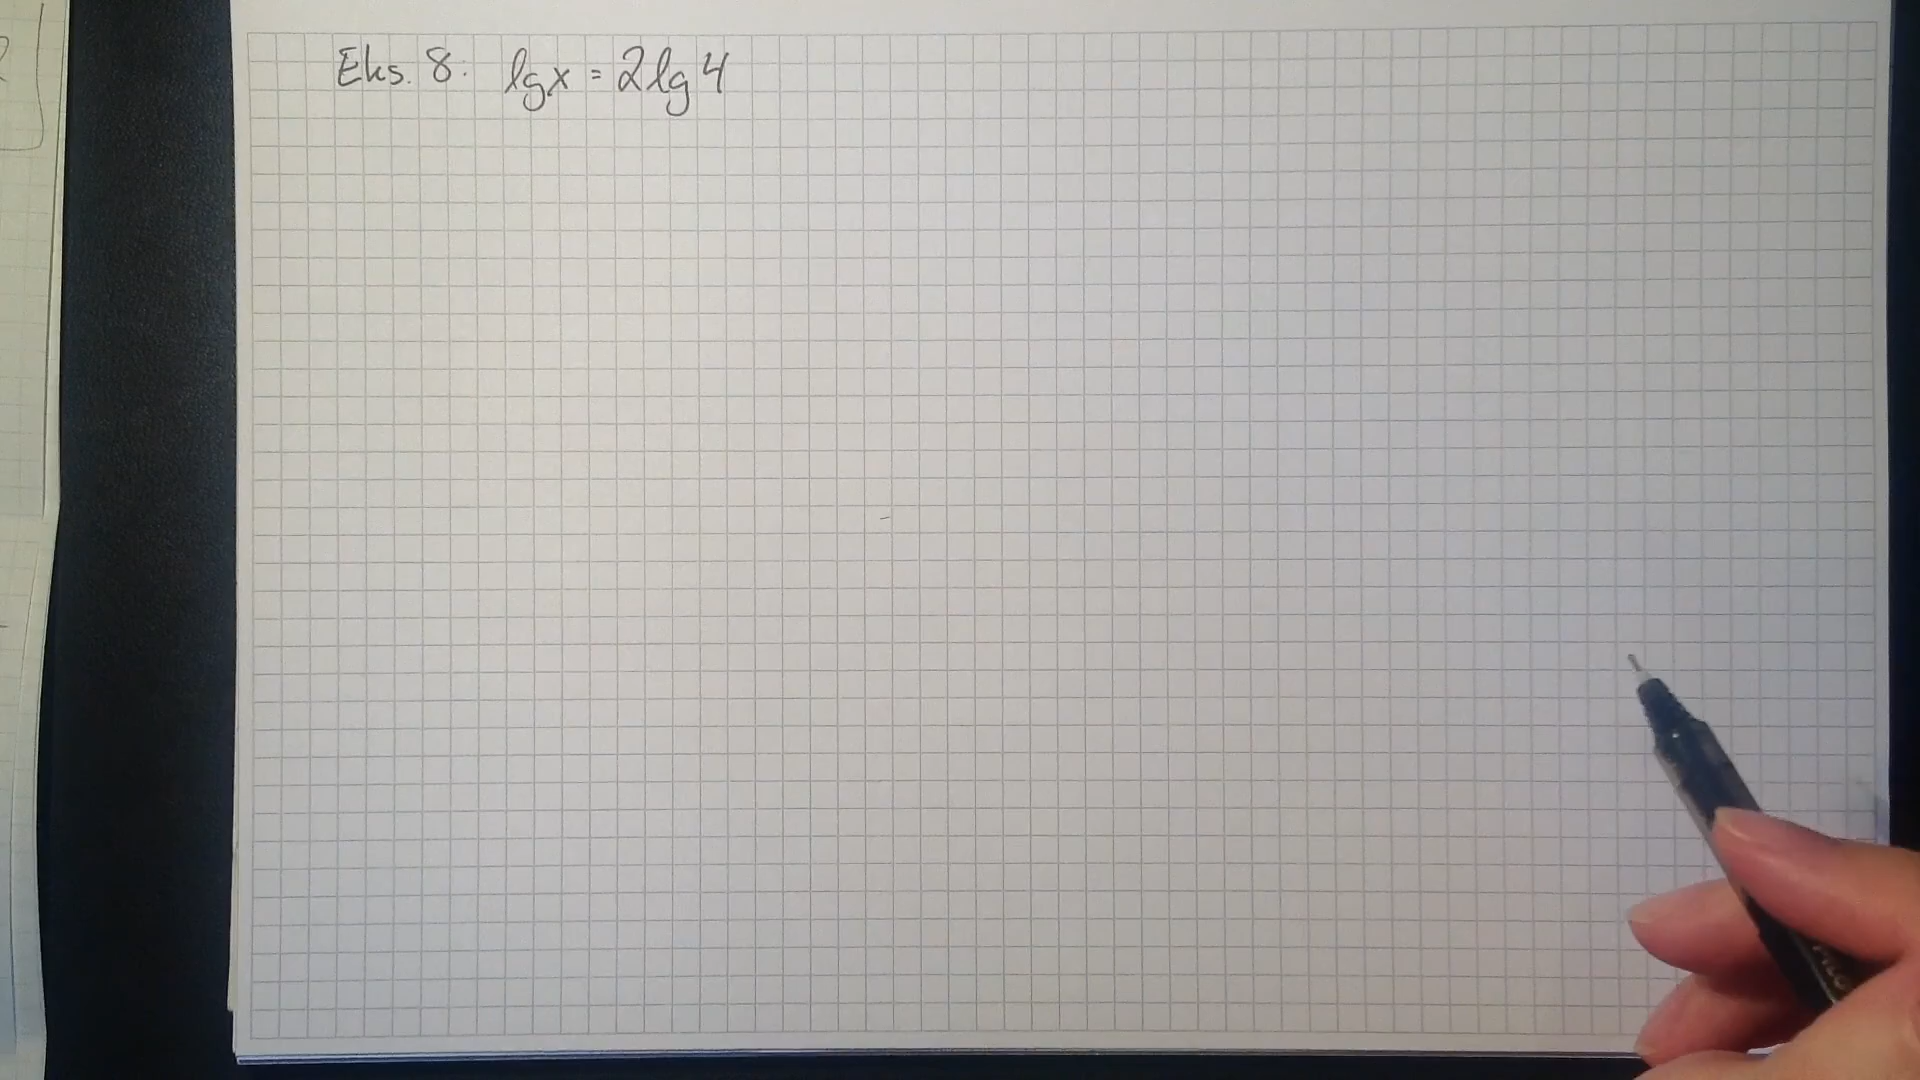 Eks. 8: lg x = 2 lg 4